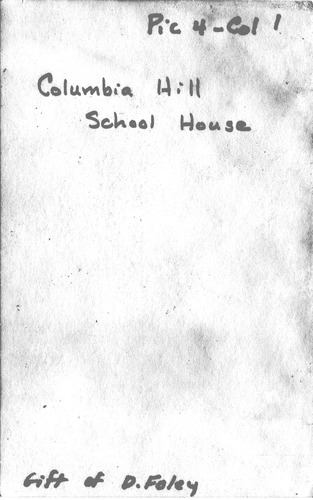 Pic 4-Col 1
Columbia Hill
School House
Gift of D. Foley